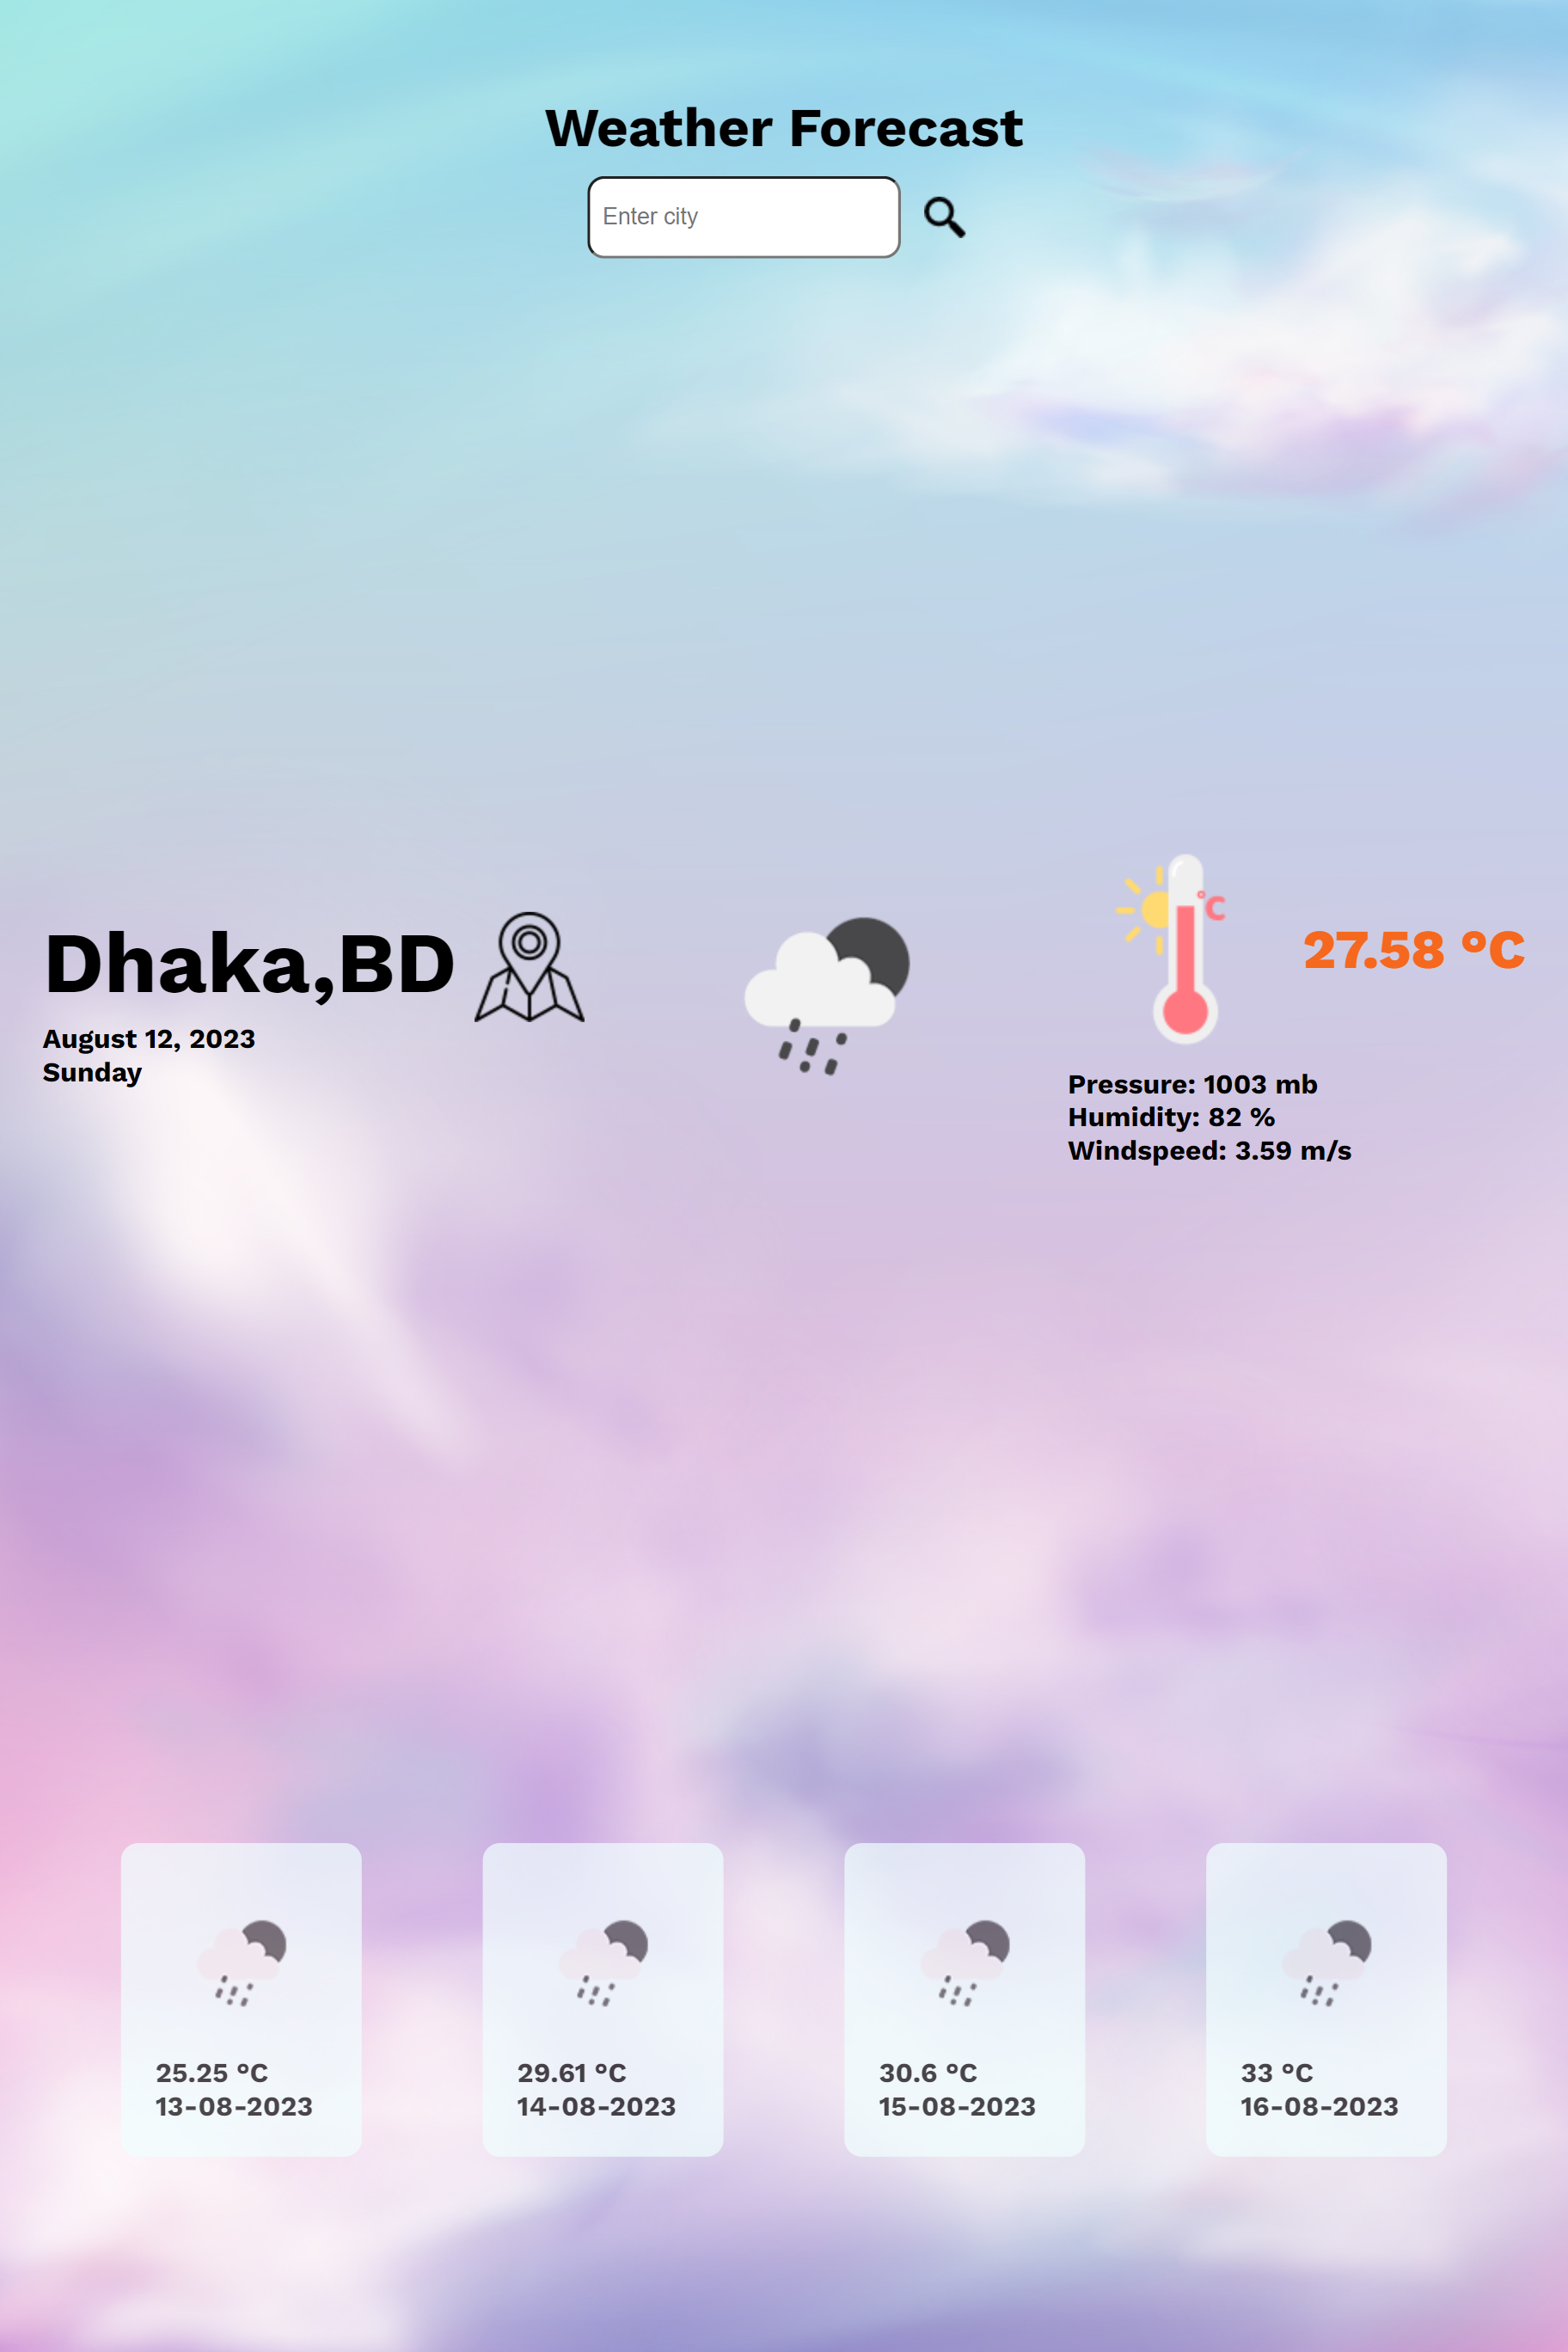 Weather Forecast
Enter city
Dhaka,BD
August 12, 2023
Sunday
°C
27.58 °C
Pressure: 1003 mb
Humidity: 82 %
Windspeed: 3.59 m/s
25.25 °C
13-08-2023
29.61 °C
14-08-2023
30.6 °C
15-08-2023
33 °C
16-08-2023